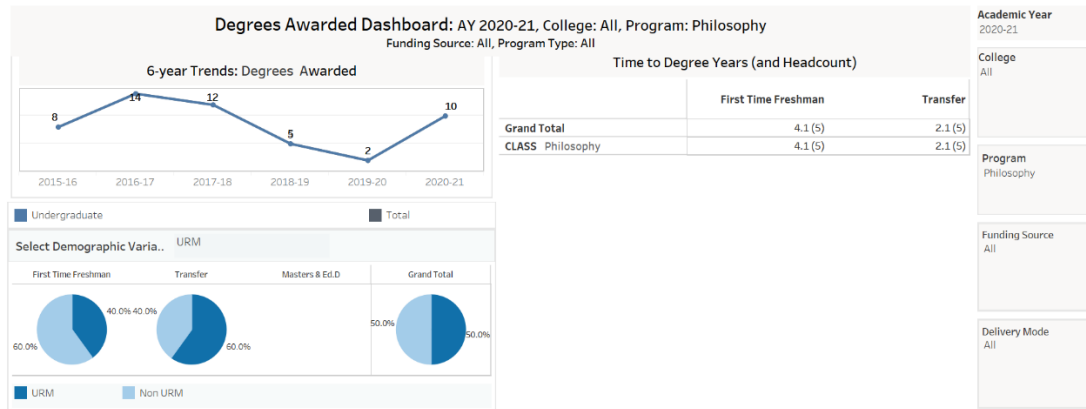 Degrees Awarded Dashboard: AY 2020-21, College: All, Program: Philosophy
Funding Source: All, Program Type: All
6-year Trends: Degrees Awarded
8
14
12
5
2
10
2015-16 2016-17 2017-18 2018-19 2019-20 2020-21
Undergraduate Total
Select Demographic Varia.. URM
First Time Freshman Transfer Masters & Ed.D Grand Total
40.0% 40.0%
60.0% 60.0%
50.0% 50.0%
URM Non URM
Time to Degree Years (and Headcount)
First Time Freshman Transfer
Grand Total 4.1 (5) 2.1 (5)
CLASS Philosophy 4.1 (5) 2.1 (5)
Academic Year
2020-21
College
All
Program
Philosophy
Funding Source
All
Delivery Mode
All